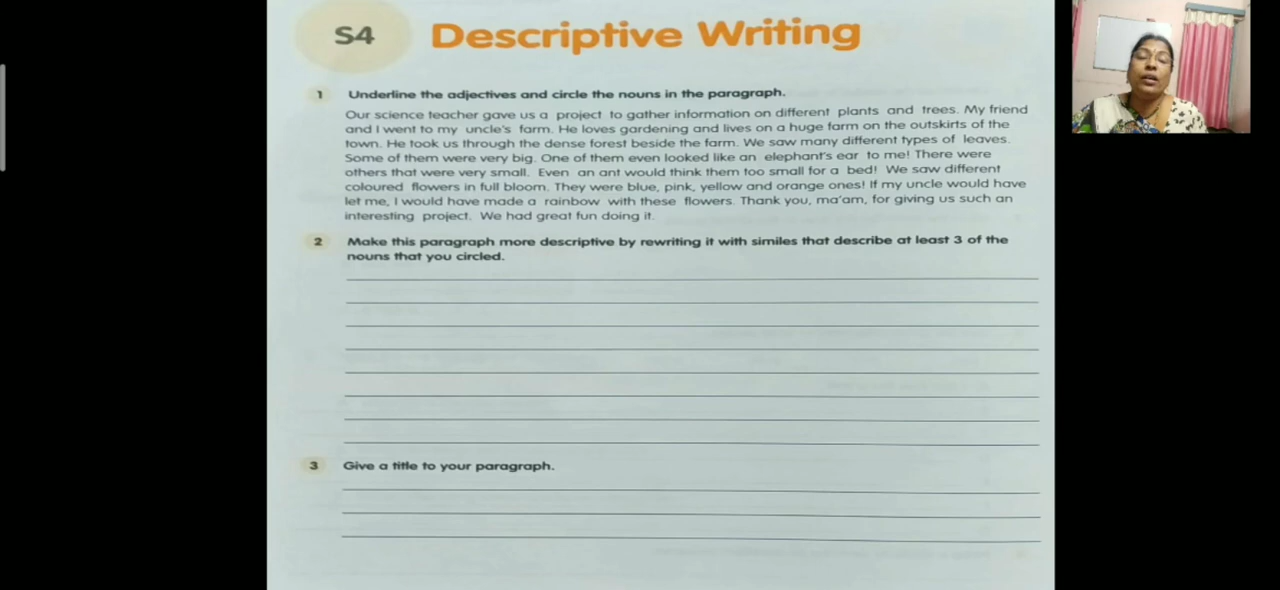 S4 Descriptive Writing
1 Underline the adjectives and circle the nouns in the paragraph.
Our science teacher gave us a project to gather information on different plants and trees. My friend
and I went to my uncle's farm. He loves gardening and lives on a huge farm on the outskirts of the
town. He took us through the dense forest beside the farm. We saw many different types of leaves.
Some of them were very big. One of them even looked like an elephant's ear to me! There were
others that were very small. Even an ant would think them too small for a bed! We saw different
coloured flowers in full bloom. They were blue, pink, yellow and orange ones! If my uncle would have
let me, I would have made a rainbow with these flowers. Thank you, ma'am, for giving us such an
interesting project. We had great fun doing it.
2 Make this paragraph more descriptive by rewriting it with similes that describe at least 3 of the
nouns that you circled.
3 Give a title to your paragraph.